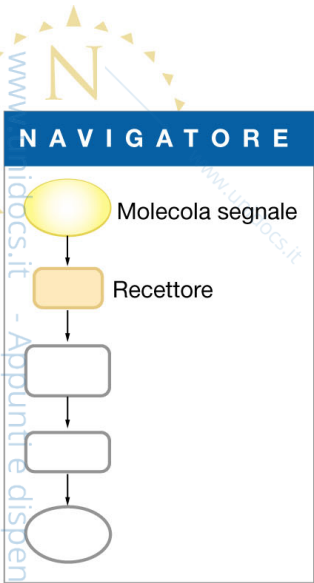 N
NAVIGATORE
Molecola segnale
Recettore
www.unidocs.it - Appunti e dispen
www.unidocs.it